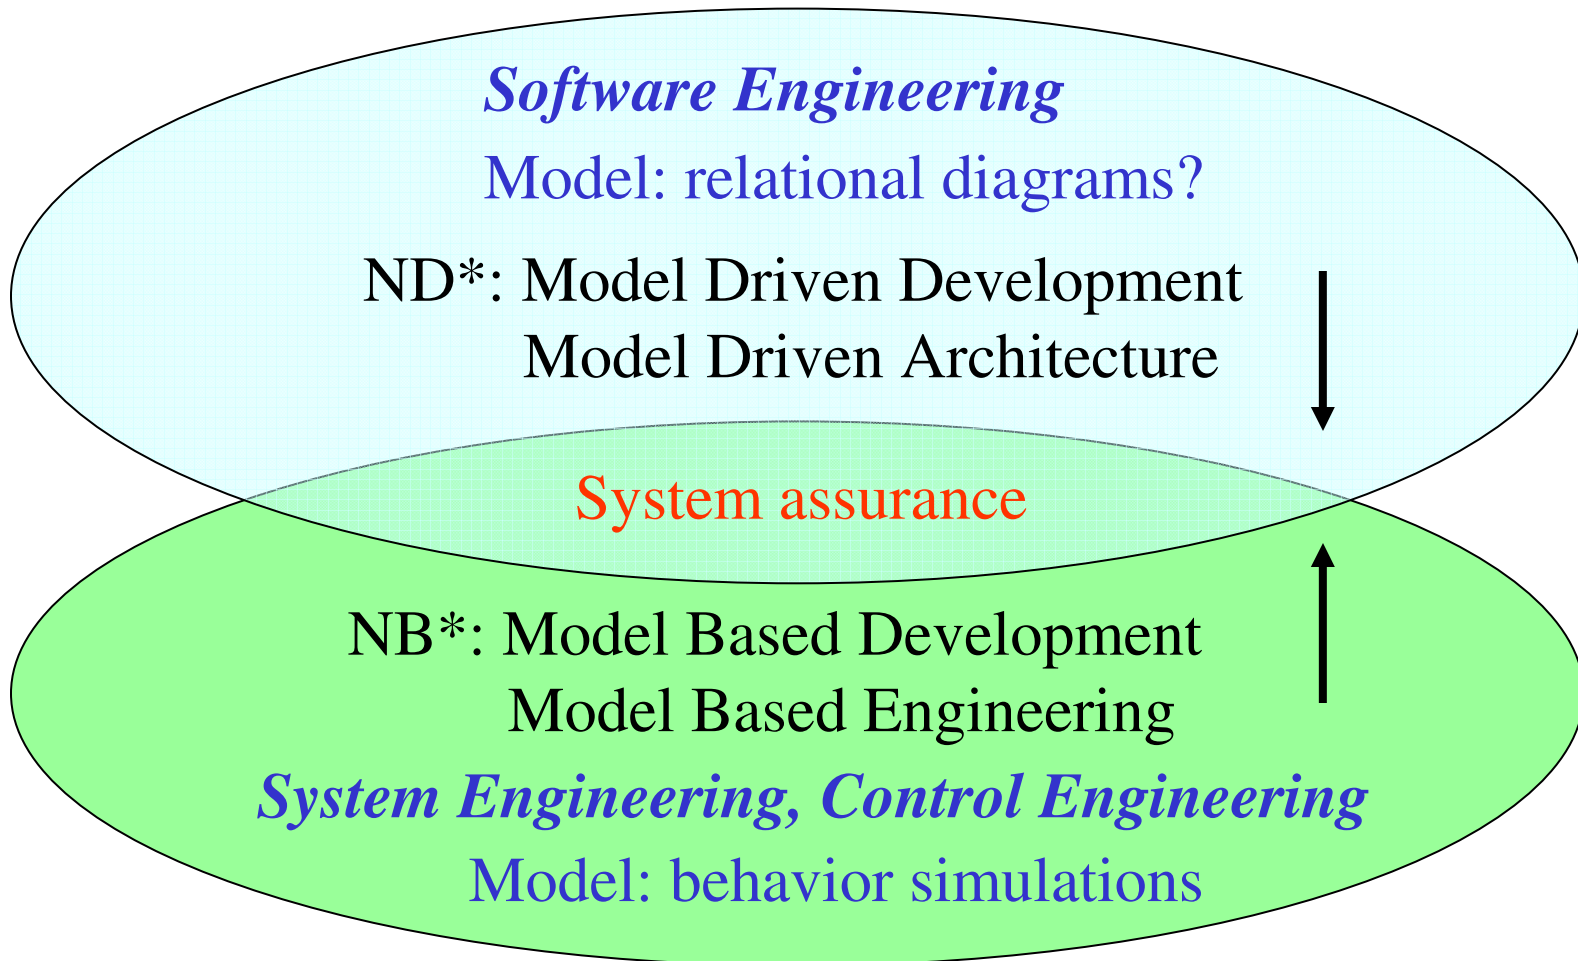 Software Engineering
Model: relational diagrams?
ND*: Model Driven Development
Model Driven Architecture
System assurance
NB*: Model Based Development
Model Based Engineering
System Engineering, Control Engineering
Model: behavior simulations